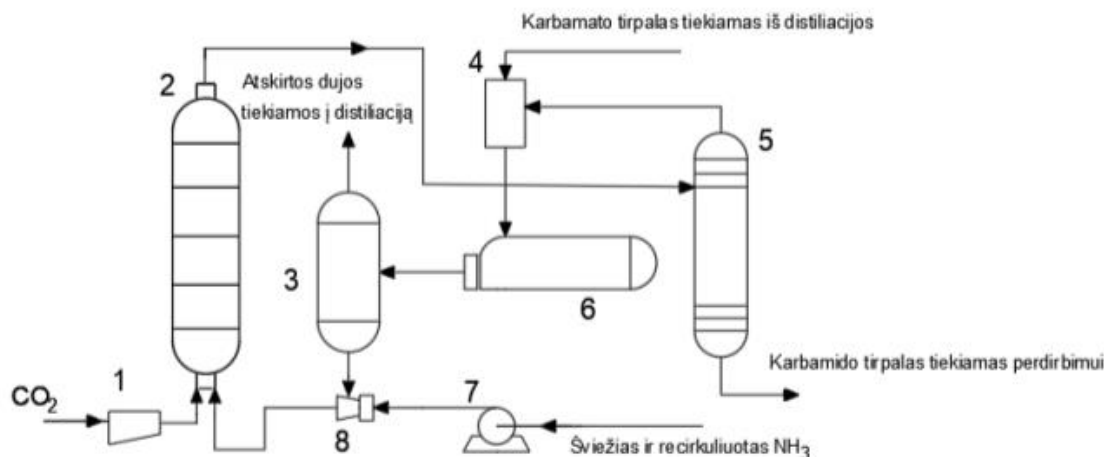 Karbamato tirpalas tiekiamas iš distiliacijos
4
2
Atskirtos dujos
tiekiamos į distiliaciją
5
3
6
Karbamido tirpalas tiekiamas perdirbimui
1
CO2
7
8
Šviežias ir recirkuliuotas NH3